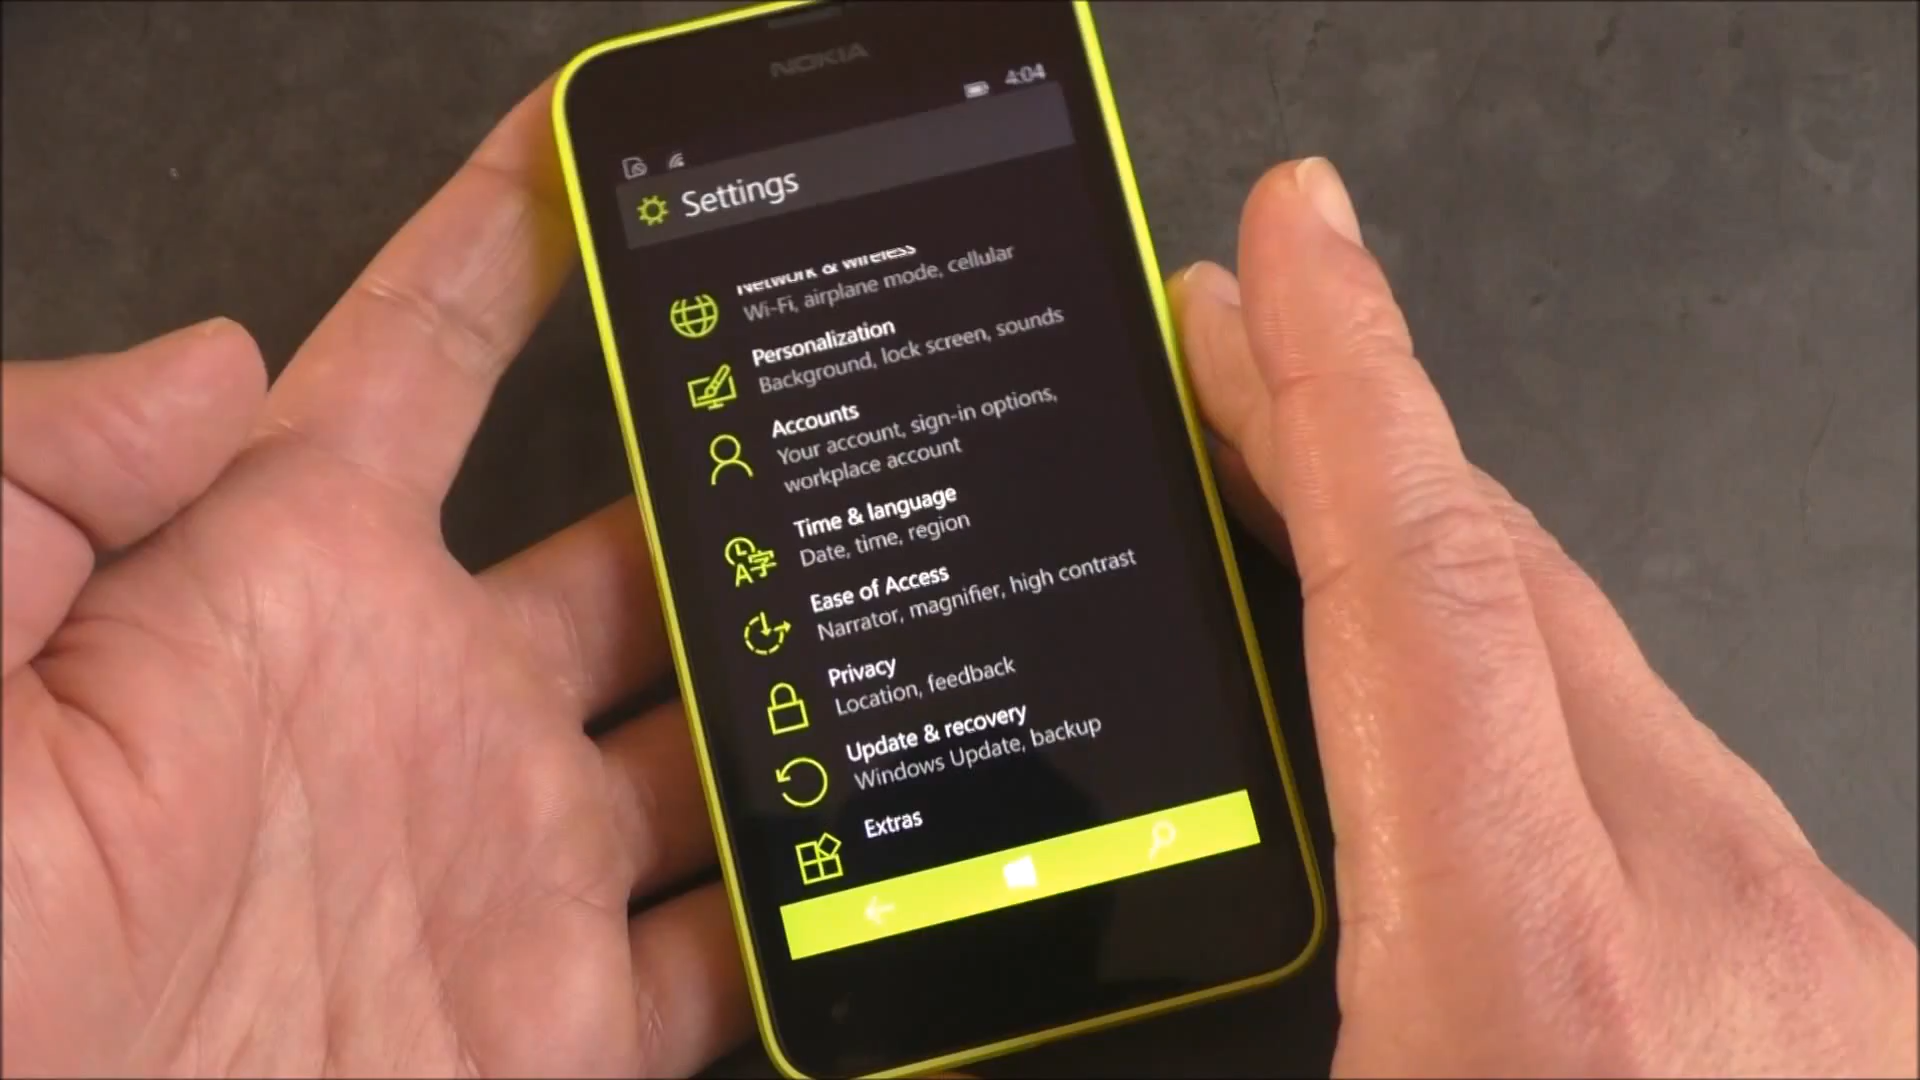 NOKIA
4:04
Settings
Network & wireless
Wi-Fi, airplane mode, cellular
Personalization
Background, lock screen, sounds
Accounts
Your account, sign-in options,
workplace account
Time & language
Date, time, region
Ease of Access
Narrator, magnifier, high contrast
Privacy
Location, feedback
Update & recovery
Windows Update, backup
Extras